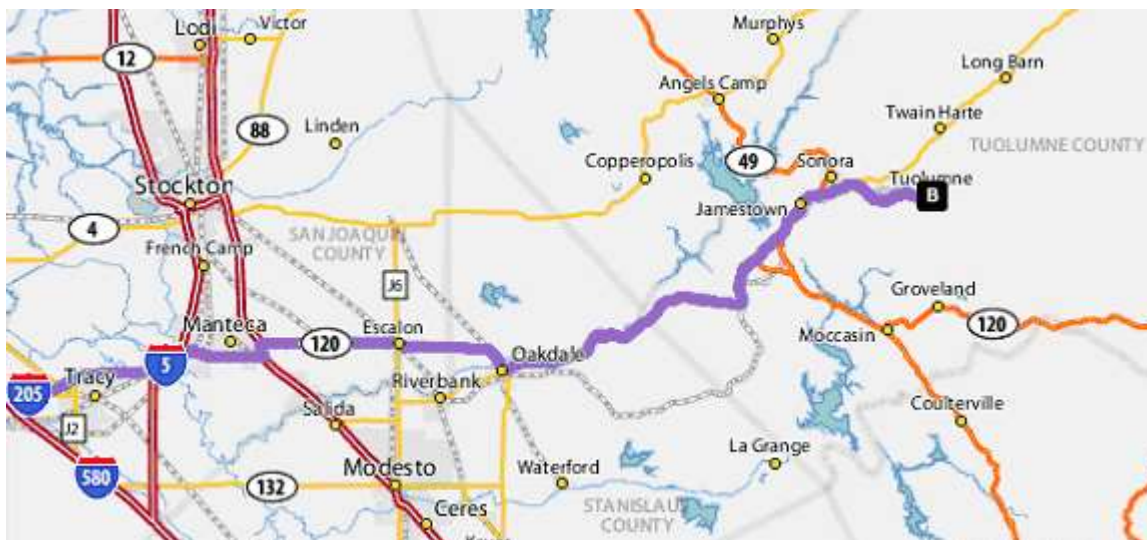 Murphys
Victor
Lodi
12
Long Barn
Angels Camp
Twain Harte
88
Linden
TUOLUMNE COUNTY
Copperopolis
49
Sonora
Stockton
Tuolumne
B
Jamestown
4
SAN JOAQUIN
COUNTY
French Camp
J6
Groveland
Manteca
Escalon
120
120
Moccasin
5
Oakdale
Tracy
Riverbank
205
Salida
Coulterville
J2
La Grange
580
Modesto
Waterford
132
STANISLAUS
COUNTY
Ceres